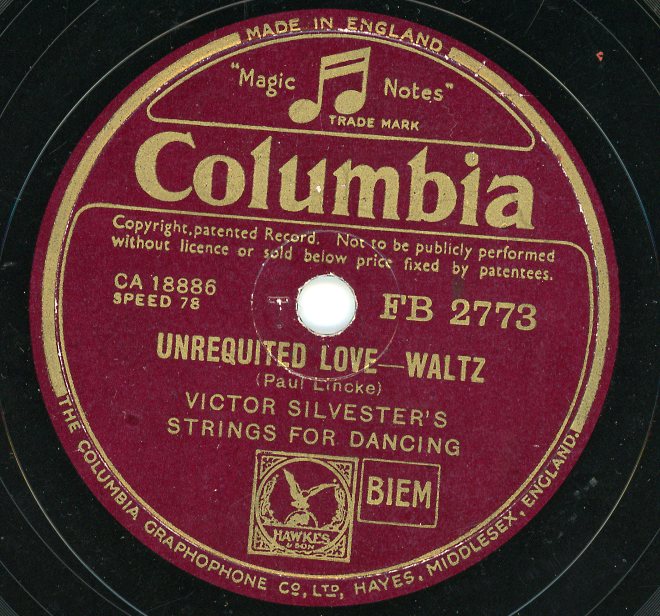 MADE IN ENGLAND
"Magic Notes"
TRADE MARK
Columbia
Copyright, patented Record. Not to be publicly performed
without licence or sold below price fixed by patentees.
CA 18886
SPEED 78
FB 2773
UNREQUITED LOVE—WALTZ
(Paul Lincke)
VICTOR SILVESTER'S
STRINGS FOR DANCING
HAWKES
& SON
BIEM
THE COLUMBIA GRAPHOPHONE CO, LTD, HAYES, MIDDLESEX, ENGLAND.